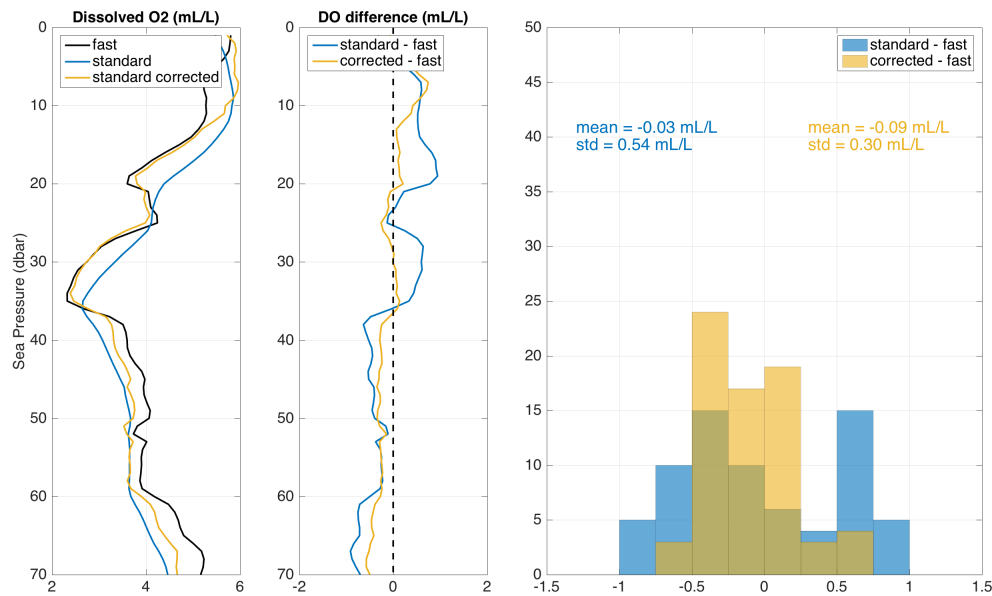 Dissolved O2 (mL/L)
fast
standard
standard corrected
0
10
20
30
40
50
60
70
2
4
6
Sea Pressure (dbar)
DO difference (mL/L)
standard - fast
corrected - fast
0
10
20
30
40
50
60
70
-2
0
2
50
45
40
35
30
25
20
15
10
5
0
-1.5
-1
-0.5
0
0.5
1
1.5
standard - fast
corrected - fast
mean = -0.03 mL/L
std = 0.54 mL/L
mean = -0.09 mL/L
std = 0.30 mL/L